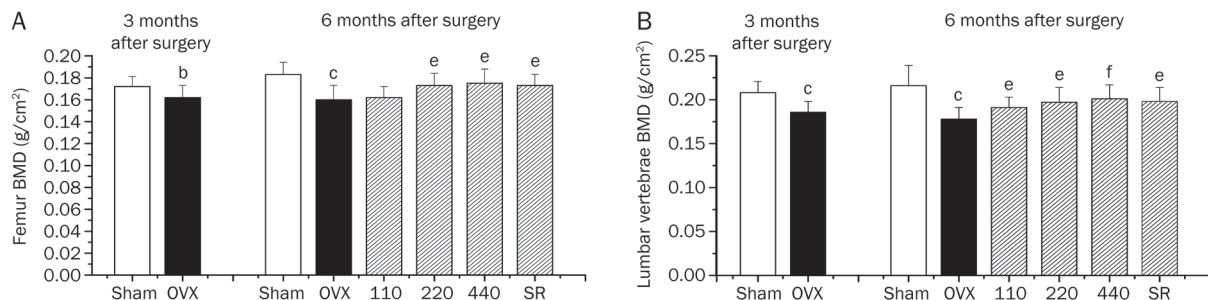 A
3 months
after surgery
6 months after surgery
Femur BMD (g/cm²)
0.20
0.18
0.16
0.14
0.12
0.10
0.08
0.06
0.04
0.02
0.00
b
c
e
e
e
Sham
OVX
Sham
OVX
110
220
440
SR
B
3 months
after surgery
6 months after surgery
Lumbar vertebrae BMD (g/cm²)
0.25
0.20
0.15
0.10
0.05
0.00
c
c
e
e
f
e
Sham
OVX
Sham
OVX
110
220
440
SR